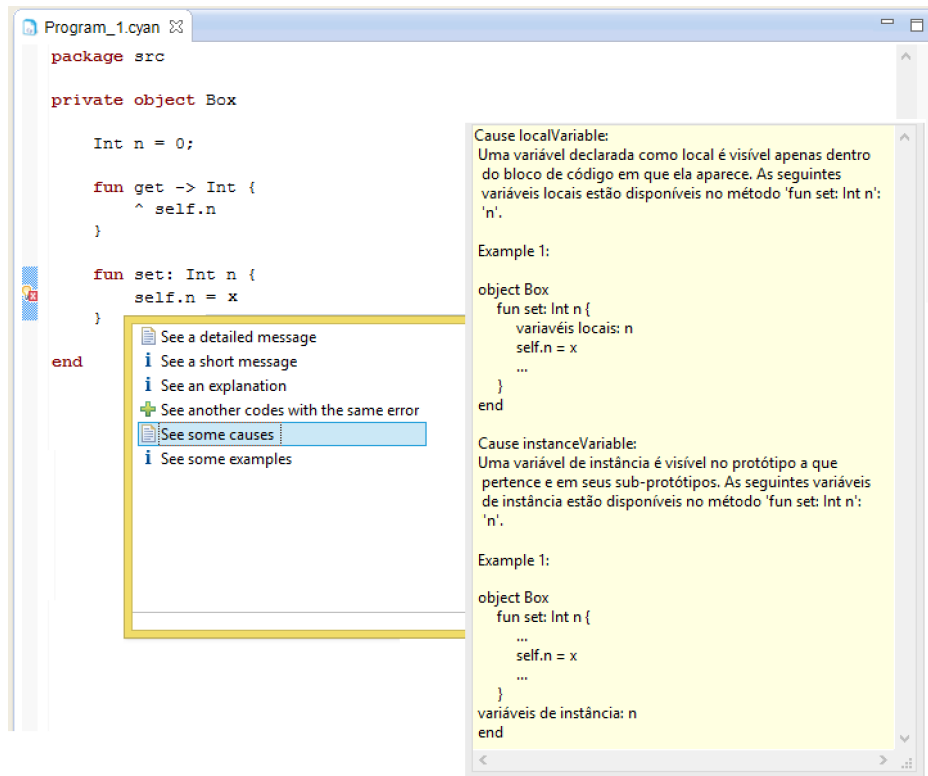 Program_1.cyan
package src
private object Box
Int n = 0;
fun get -> Int {
^ self.n
}
fun set: Int n {
self.n = x
}
end
See a detailed message
i See a short message
i See an explanation
See another codes with the same error
See some causes
i See some examples
Cause localVariable:
Uma variável declarada como local é visível apenas dentro
do bloco de código em que ela aparece. As seguintes
variáveis locais estão disponíveis no método 'fun set: Int n':
'n'.
Example 1:
object Box
fun set: Int n {
variavéis locais: n
self.n = x
...
}
end
Cause instanceVariable:
Uma variável de instância é visível no protótipo a que
pertence e em seus sub-protótipos. As seguintes variáveis
de instância estão disponíveis no método 'fun set: Int n':
'n'.
Example 1:
object Box
fun set: Int n {
...
self.n = x
...
}
variáveis de instância: n
end